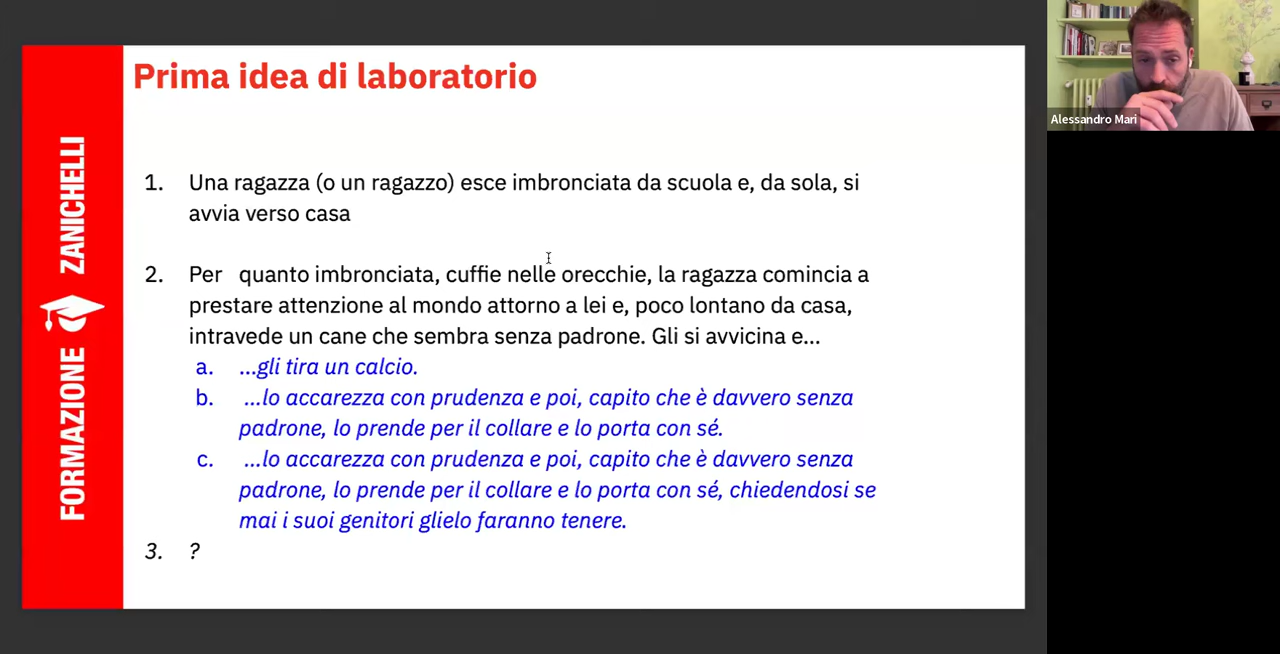 Prima idea di laboratorio
1. Una ragazza (o un ragazzo) esce imbronciata da scuola e, da sola, si
avvia verso casa
2. Per quanto imbronciata, cuffie nelle orecchie, la ragazza comincia a
prestare attenzione al mondo attorno a lei e, poco lontano da casa,
intravede un cane che sembra senza padrone. Gli si avvicina e...
a. ...gli tira un calcio.
b. ...lo accarezza con prudenza e poi, capito che è davvero senza
padrone, lo prende per il collare e lo porta con sé.
c. ...lo accarezza con prudenza e poi, capito che è davvero senza
padrone, lo prende per il collare e lo porta con sé, chiedendosi se
mai i suoi genitori glielo faranno tenere.
3. ?
FORMAZIONE ZANICHELLI
Alessandro Mari